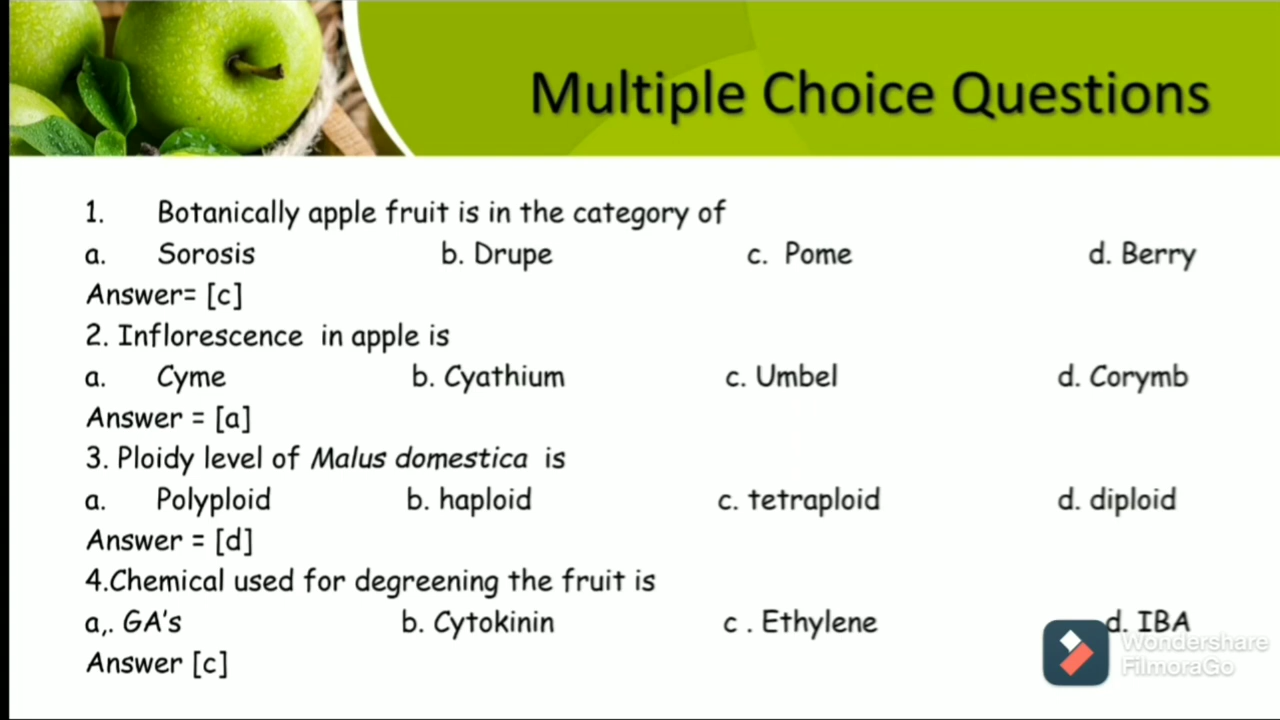 Multiple Choice Questions
1. Botanically apple fruit is in the category of
a. Sorosis b. Drupe c. Pome d. Berry
Answer= [c]
2. Inflorescence in apple is
a. Cyme b. Cyathium c. Umbel d. Corymb
Answer = [a]
3. Ploidy level of Malus domestica is
a. Polyploid b. haploid c. tetraploid d. diploid
Answer = [d]
4.Chemical used for degreening the fruit is
a,. GA's b. Cytokinin c . Ethylene d. IBA
Answer [c]
Wondershare
FilmoraGo